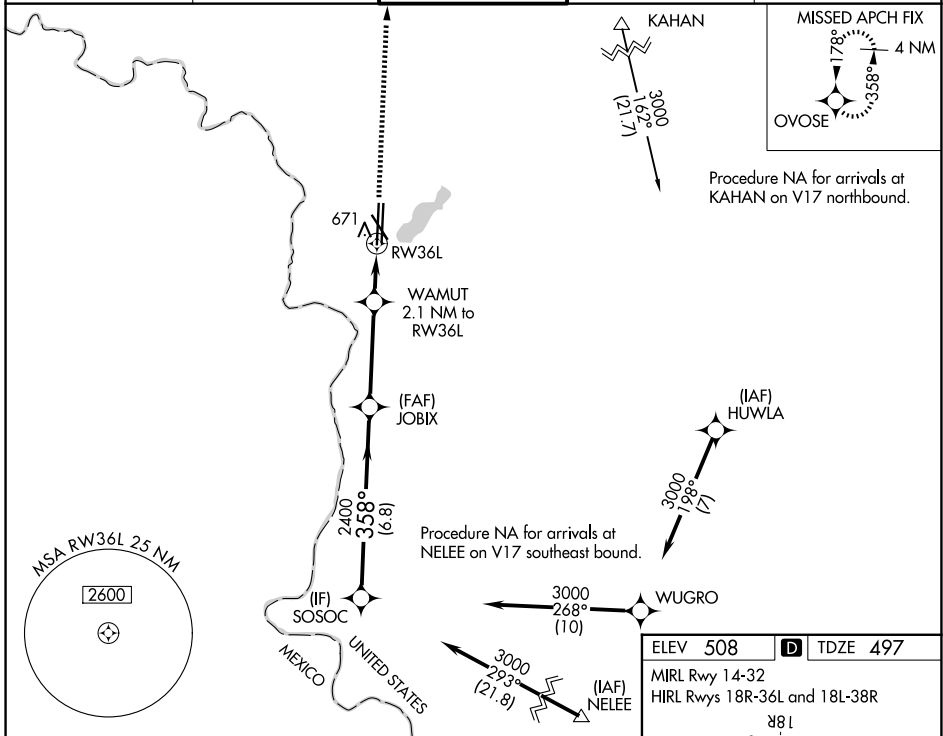 KAHAN
3000
162°
(21.7)
MISSED APCH FIX
178°
358°
4 NM
OVOSE
Procedure NA for arrivals at
KAHAN on V17 northbound.
671
RW36L
WAMUT
2.1 NM to
RW36L
(FAF)
JOBIX
(IAF)
HUWLA
3000
198°
(7)
2400
358°
(6.8)
Procedure NA for arrivals at
NELEE on V17 southeast bound.
MSA RW36L 25 NM
2600
(IF)
SOSOC
3000
268°
(10)
WUGRO
MEXICO
UNITED STATES
3000
293°
(21.8)
(IAF)
NELEE
ELEV 508
D
TDZE 497
MIRL Rwy 14-32
HIRL Rwys 18R-36L and 18L-38R
18R